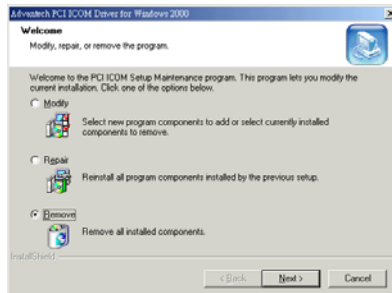 Advantech PCI ICOM Driver for Windows 2000
Welcome
Modify, repair, or remove the program.
Welcome to the PCI ICOM Setup Maintenance program. This program lets you modify the
current installation. Click one of the options below.
Modify
Select new program components to add or select currently installed
components to remove.
Repair
Reinstall all program components installed by the previous setup.
Remove
Remove all installed components.
InstallShield
< Back
Next >
Cancel